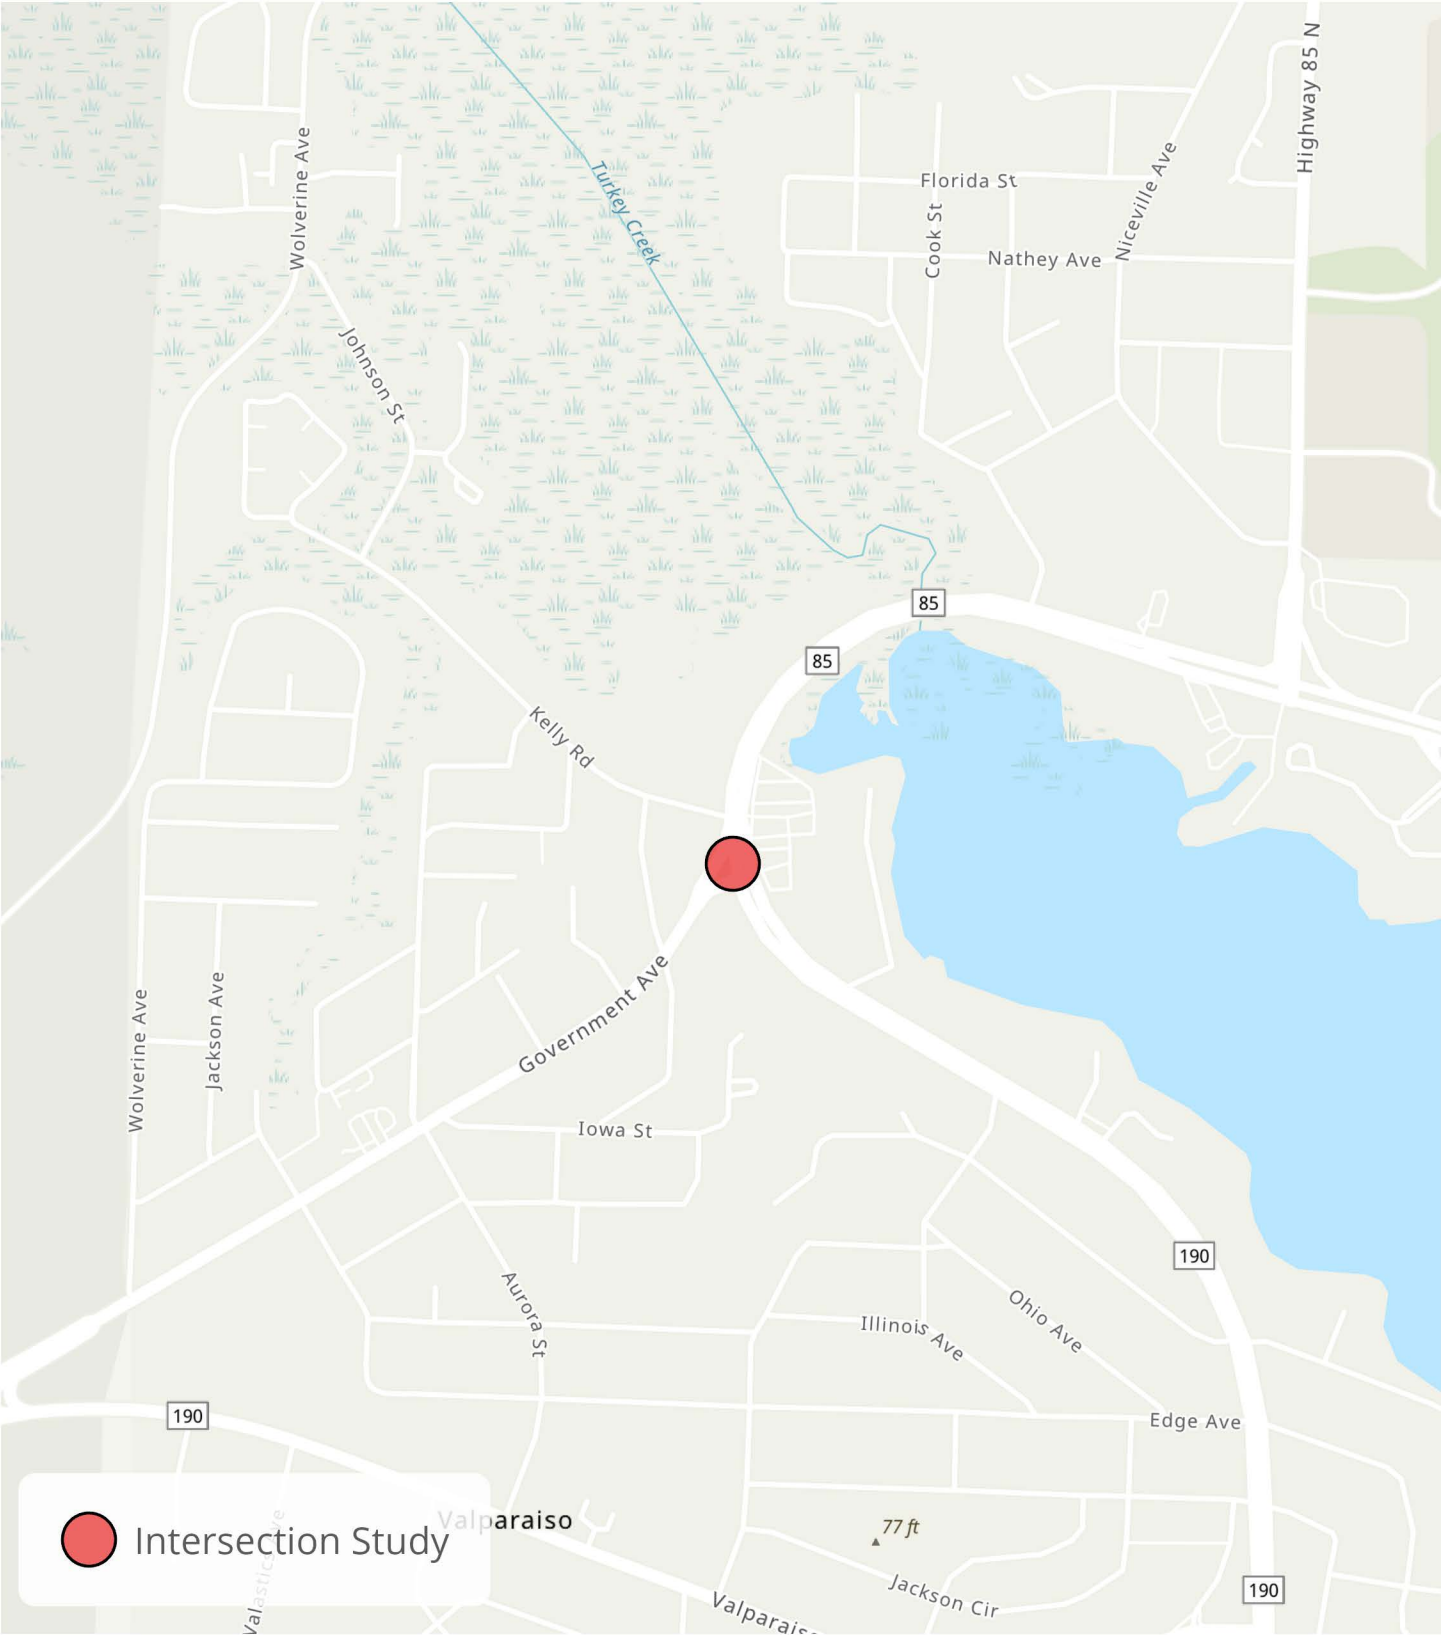 Highway 85 N
Wolverine Ave
Turkey Creek
Florida St
Niceville Ave
Cook St
Nathey Ave
Johnson St
85
85
Kelly Rd
Government Ave
Jackson Ave
Wolverine Ave
Iowa St
190
Aurora St
Ohio Ave
Illinois Ave
190
Edge Ave
Valparaiso
77 ft
Intersection Study
Jackson Cir
190